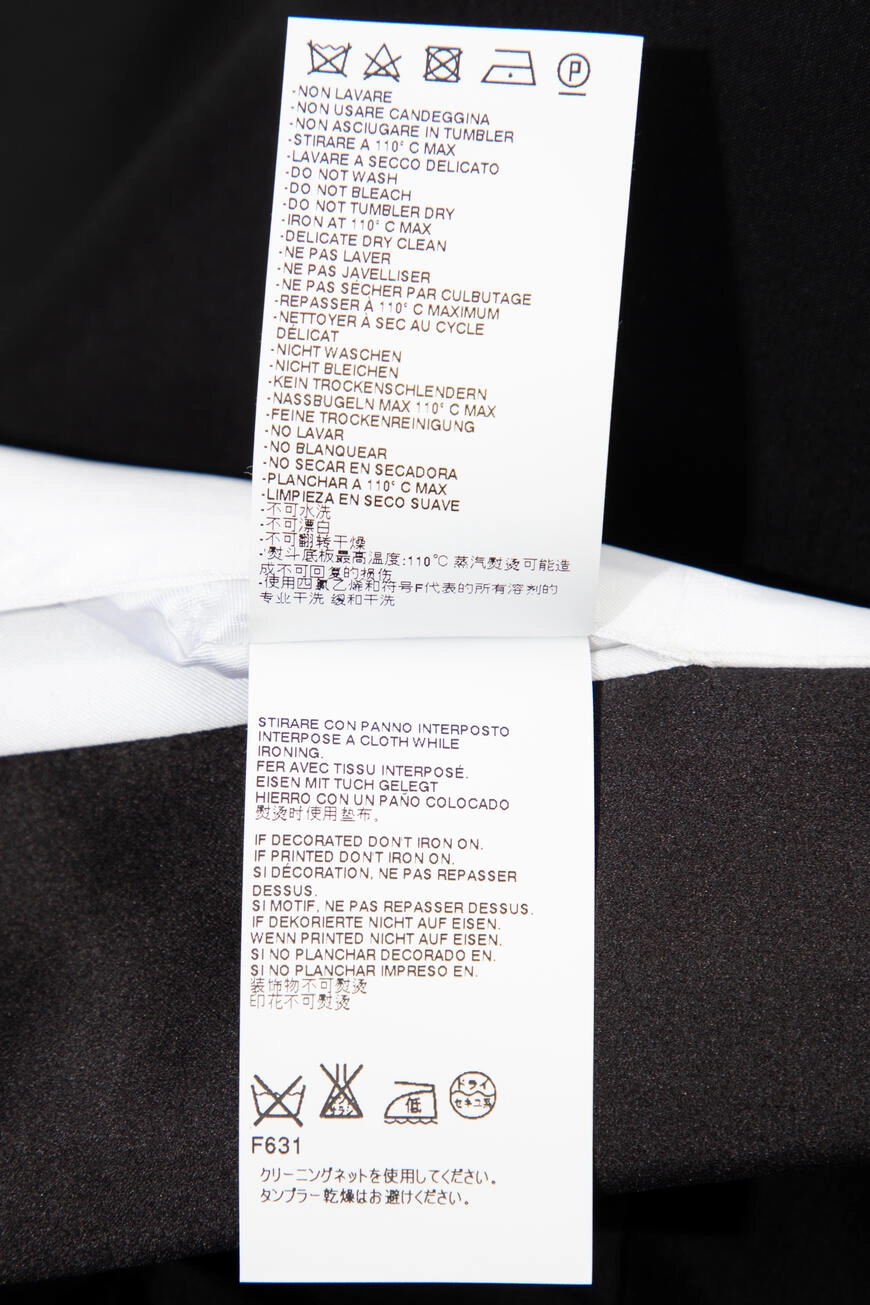 P
-NON LAVARE
-NON USARE CANDEGGINA
-NON ASCIUGARE IN TUMBLER
-STIRARE A 110° C MAX
-LAVARE A SECCO DELICATO
-DO NOT WASH
-DO NOT BLEACH
-DO NOT TUMBLER DRY
-IRON AT 110° C MAX
-DELICATE DRY CLEAN
-NE PAS LAVER
-NE PAS JAVELLISER
-NE PAS SÉCHER PAR CULBUTAGE
-REPASSER À 110° C MAXIMUM
-NETTOYER À SEC AU CYCLE
DÉLICAT
-NICHT WASCHEN
-NICHT BLEICHEN
-KEIN TROCKENSCHLENDERN
-NASSBUGELN MAX 110° C MAX
-FEINE TROCKENREINIGUNG
-NO LAVAR
-NO BLANQUEAR
-NO SECAR EN SECADORA
-PLANCHAR A 110° C MAX
-LIMPIEZA EN SECO SUAVE
-不可水洗
-不可漂白
-不可翻转干燥
-熨斗底板最高温度:110°C 蒸汽熨烫可能造
成不可回复的损伤
-使用四氯乙烯和符号F代表的所有溶剂的
专业干洗 缓和干洗
STIRARE CON PANNO INTERPOSTO
INTERPOSE A CLOTH WHILE
IRONING.
FER AVEC TISSU INTERPOSÉ.
EISEN MIT TUCH GELEGT
HIERRO CON UN PAÑO COLOCADO
熨烫时使用垫布。
IF DECORATED DON'T IRON ON.
IF PRINTED DON'T IRON ON.
SI DÉCORATION, NE PAS REPASSER
DESSUS.
SI MOTIF, NE PAS REPASSER DESSUS.
IF DEKORIERTE NICHT AUF EISEN.
WENN PRINTED NICHT AUF EISEN.
SI NO PLANCHAR DECORADO EN.
SI NO PLANCHAR IMPRESO EN.
装饰物不可熨烫
印花不可熨烫
低
ドライ
セキユ系
F631
クリーニングネットを使用してください。
タンブラー乾燥はお避けください。